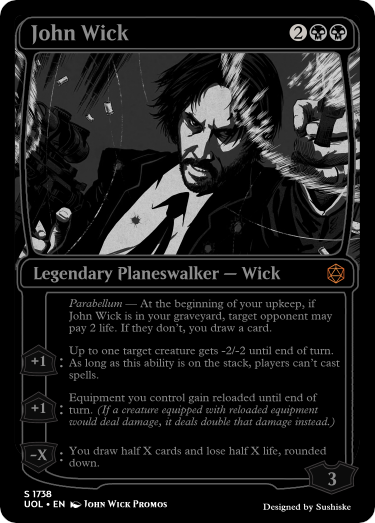 John Wick 2
Legendary Planeswalker — Wick
Parabellum — At the beginning of your upkeep, if
John Wick is in your graveyard, target opponent may
pay 2 life. If they don't, you draw a card.
+1 : Up to one target creature gets -2/-2 until end of turn.
As long as this ability is on the stack, players can't cast
spells.
+1 : Equipment you control gain reloaded until end of
turn. (If a creature equipped with reloaded equipment
would deal damage, it deals double that damage instead.)
-X : You draw half X cards and lose half X life, rounded
down.
3
S 1738
UOL • EN John Wick Promos
Designed by Sushiske